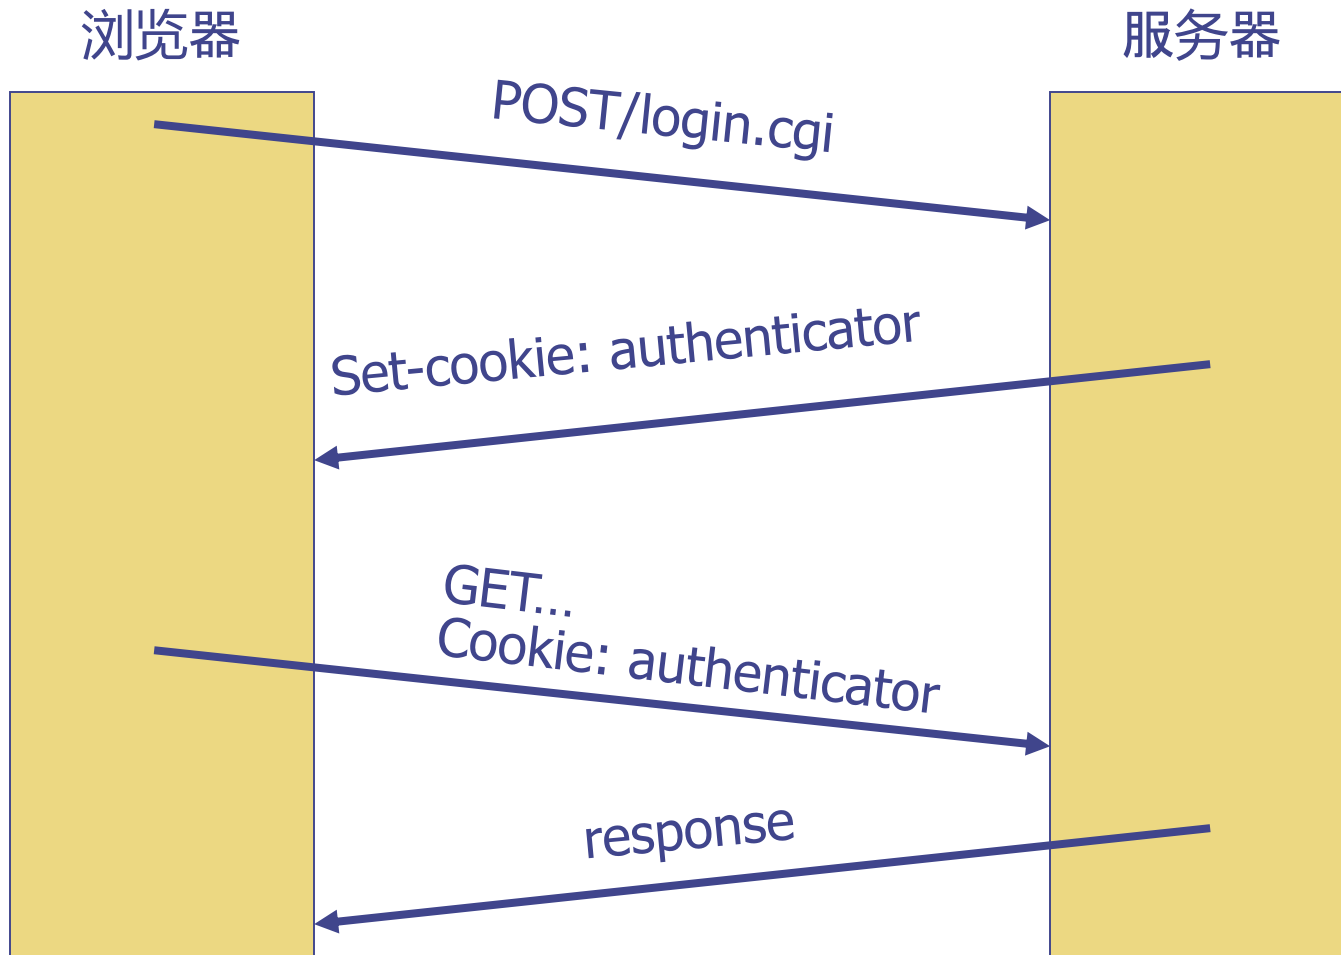 浏览器
服务器
POST/login.cgi
Set-cookie: authenticator
GET...
Cookie: authenticator
response